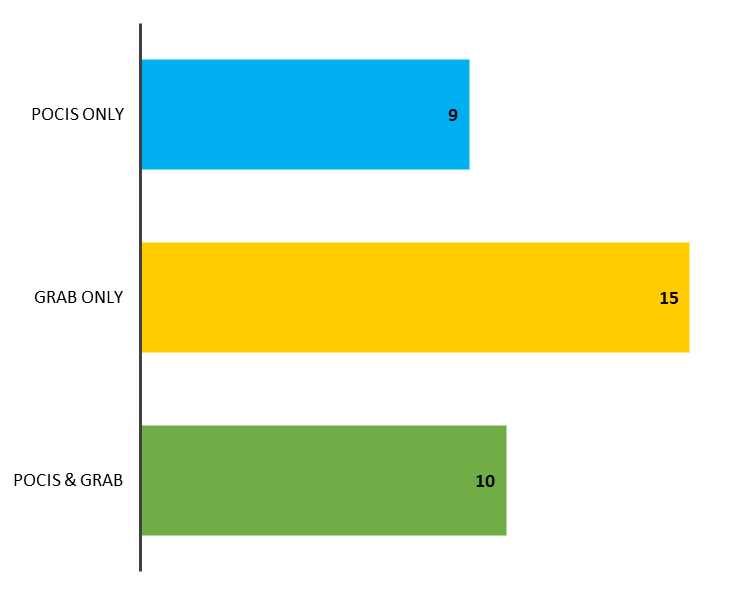 POCIS ONLY
9
GRAB ONLY
15
POCIS & GRAB
10